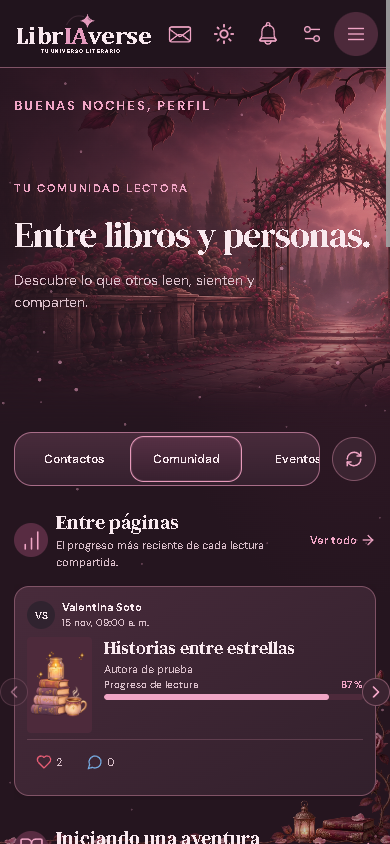 LibrIAverse
TU UNIVERSO LITERARIO
BUENAS NOCHES, PERFIL
TU COMUNIDAD LECTORA
Entre libros y personas.
Descubre lo que otros leen, sienten y
comparten.
Contactos
Comunidad
Eventos
Entre páginas
El progreso más reciente de cada lectura
compartida.
Ver todo
VS
Valentina Soto
15 nov, 09:00 a. m.
Historias entre estrellas
Autora de prueba
Progreso de lectura
87%
2
0
Iniciando una aventura